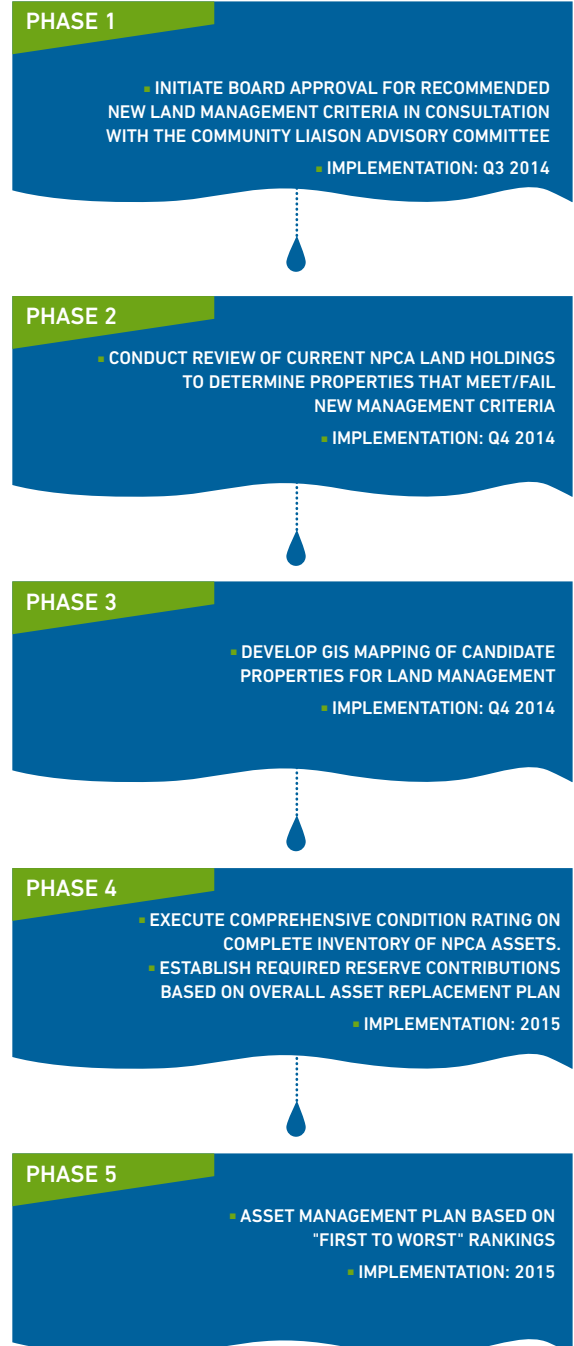 PHASE 1
▪ INITIATE BOARD APPROVAL FOR RECOMMENDED
NEW LAND MANAGEMENT CRITERIA IN CONSULTATION
WITH THE COMMUNITY LIAISON ADVISORY COMMITTEE
▪ IMPLEMENTATION: Q3 2014
PHASE 2
▪ CONDUCT REVIEW OF CURRENT NPCA LAND HOLDINGS
TO DETERMINE PROPERTIES THAT MEET/FAIL
NEW MANAGEMENT CRITERIA
▪ IMPLEMENTATION: Q4 2014
PHASE 3
▪ DEVELOP GIS MAPPING OF CANDIDATE
PROPERTIES FOR LAND MANAGEMENT
▪ IMPLEMENTATION: Q4 2014
PHASE 4
▪ EXECUTE COMPREHENSIVE CONDITION RATING ON
COMPLETE INVENTORY OF NPCA ASSETS.
▪ ESTABLISH REQUIRED RESERVE CONTRIBUTIONS
BASED ON OVERALL ASSET REPLACEMENT PLAN
▪ IMPLEMENTATION: 2015
PHASE 5
▪ ASSET MANAGEMENT PLAN BASED ON
"FIRST TO WORST" RANKINGS
▪ IMPLEMENTATION: 2015